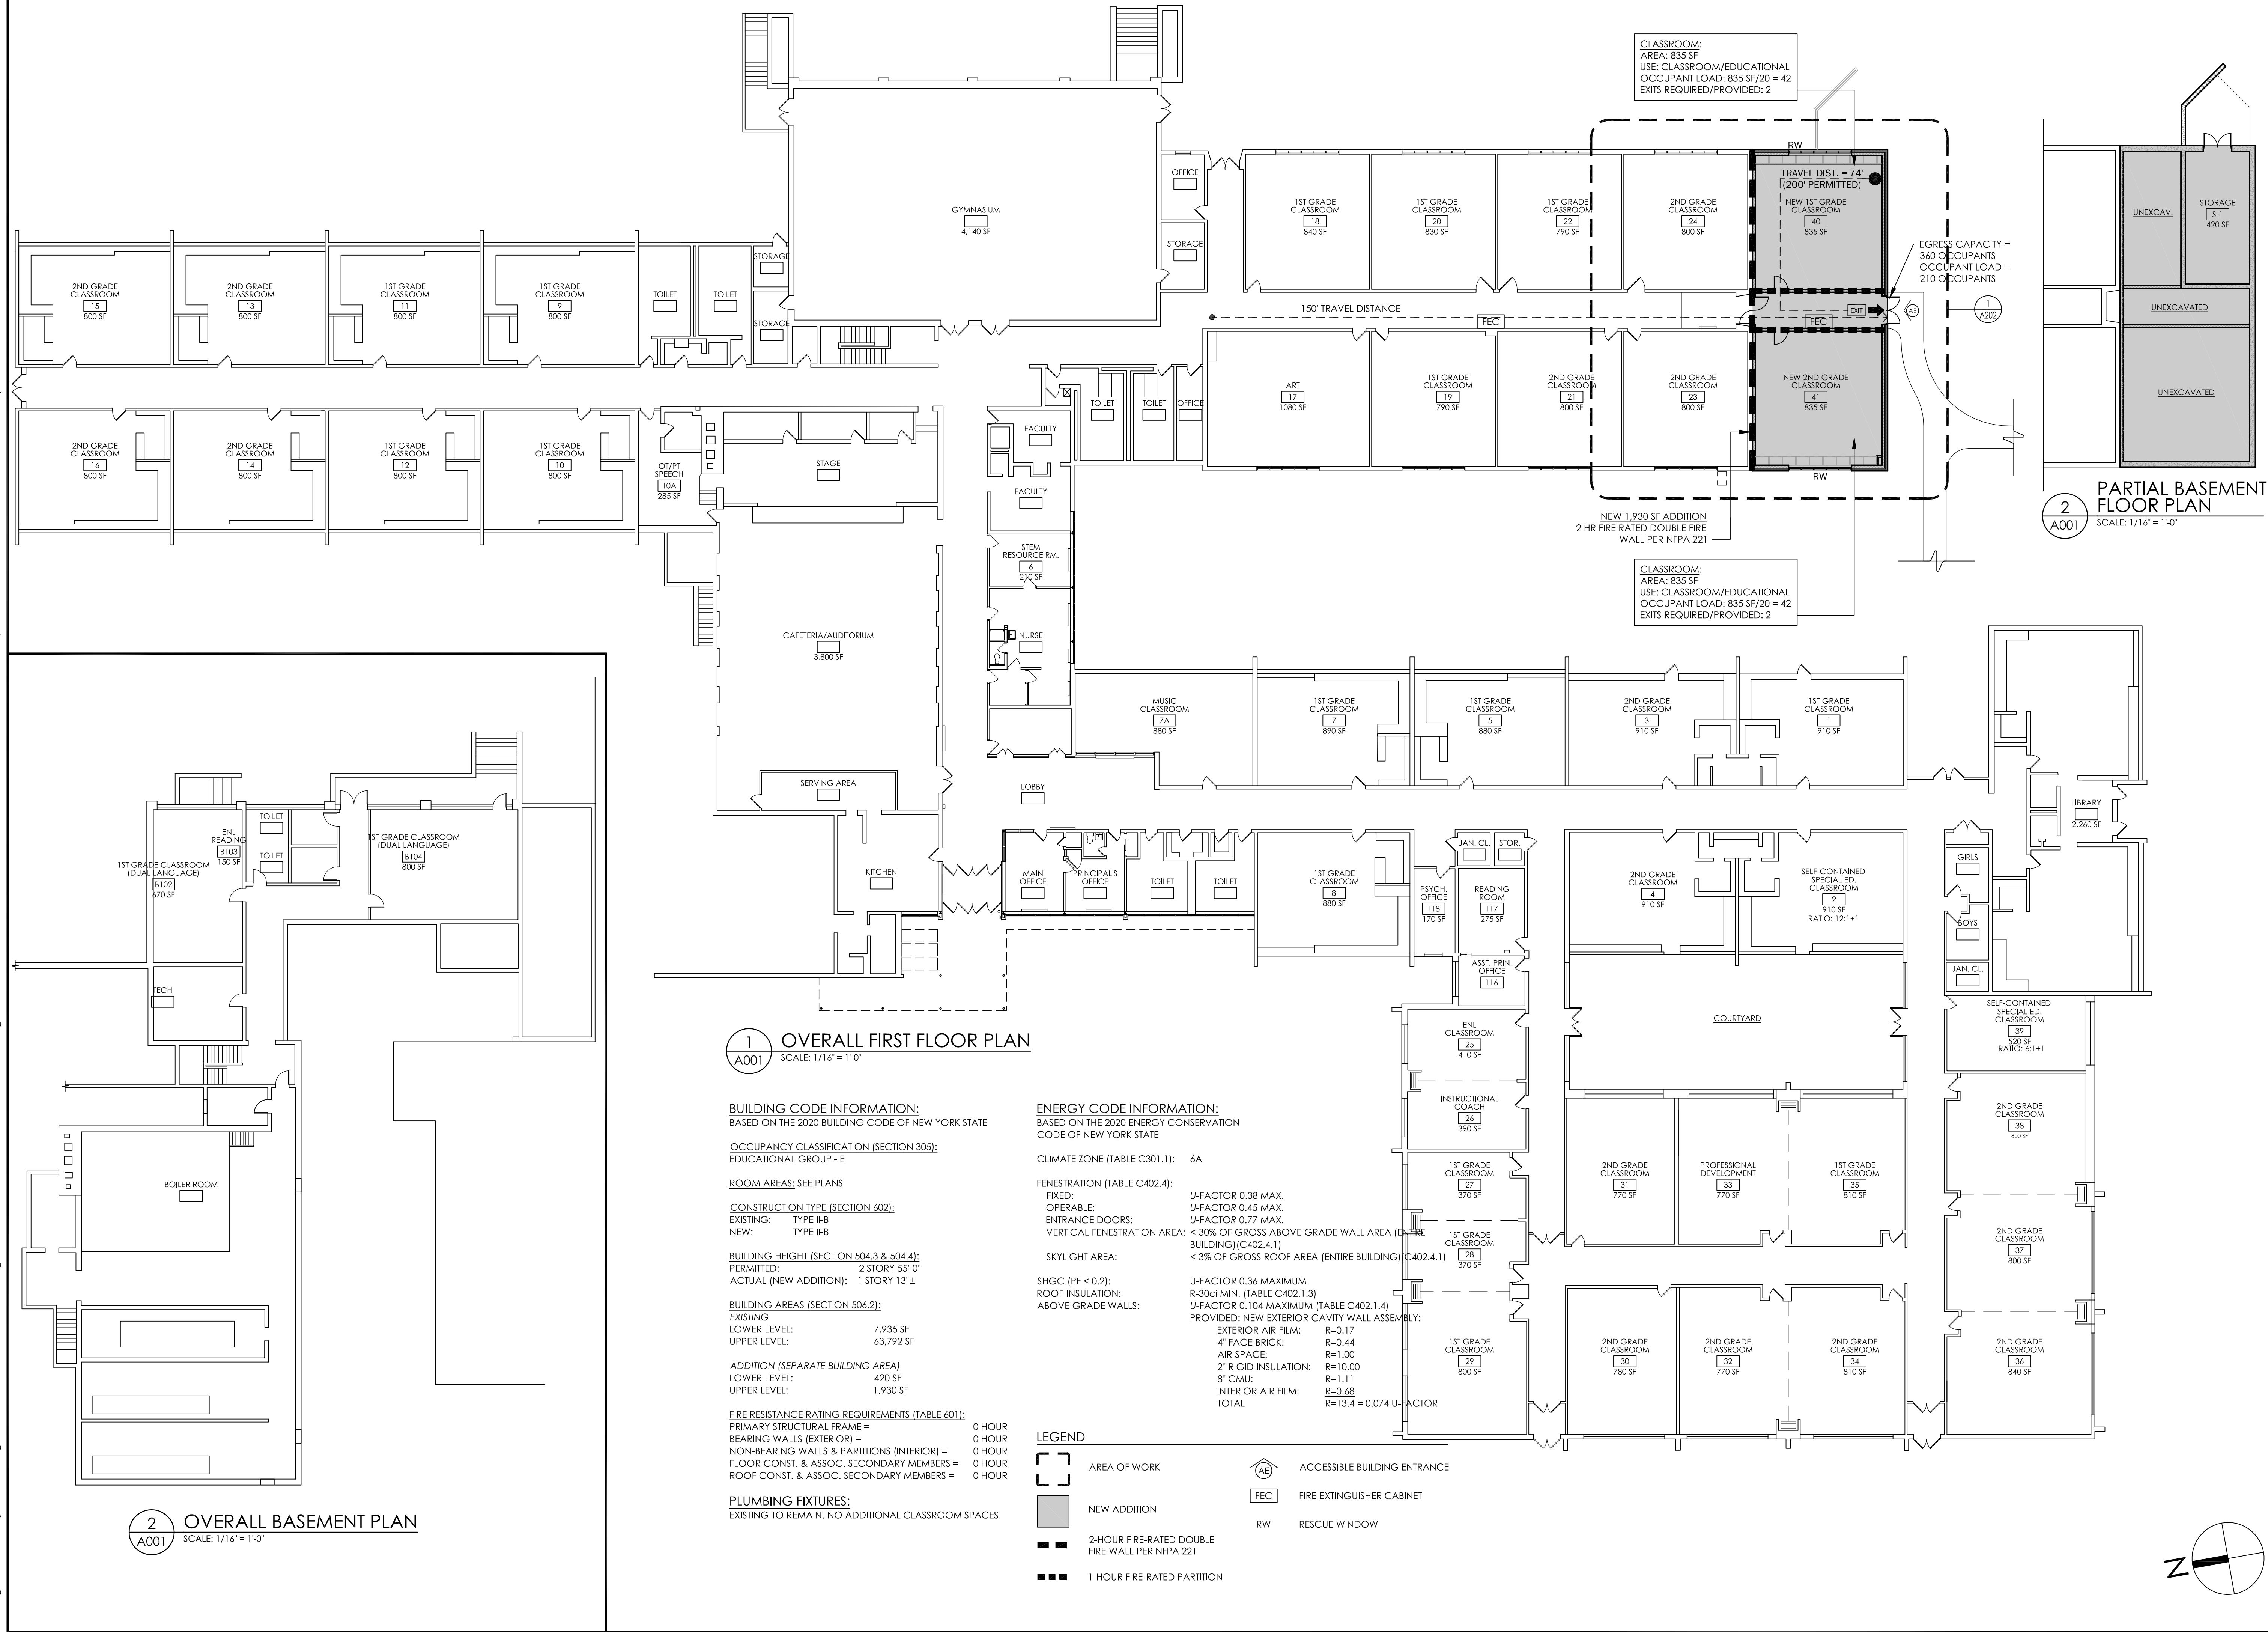 CLASSROOM:
AREA: 835 SF
USE: CLASSROOM/EDUCATIONAL
OCCUPANT LOAD: 835 SF/20 = 42
EXITS REQUIRED/PROVIDED: 2
RW
TRAVEL DIST. = 74'
(200' PERMITTED)
NEW 1ST GRADE
CLASSROOM
40
835 SF
OFFICE
STORAGE
GYMNASIUM
4,140 SF
1ST GRADE
CLASSROOM
18
840 SF
1ST GRADE
CLASSROOM
20
830 SF
1ST GRADE
CLASSROOM
22
790 SF
2ND GRADE
CLASSROOM
24
800 SF
UNEXCAV.
STORAGE
S-1
420 SF
UNEXCAVATED
UNEXCAVATED
EGRESS CAPACITY =
360 OCCUPANTS
OCCUPANT LOAD =
210 OCCUPANTS
1
A202
AE
EXIT
FEC
FEC
150' TRAVEL DISTANCE
2ND GRADE
CLASSROOM
15
800 SF
2ND GRADE
CLASSROOM
13
800 SF
1ST GRADE
CLASSROOM
11
800 SF
1ST GRADE
CLASSROOM
9
800 SF
TOILET
TOILET
STORAGE
STORAGE
ART
17
1080 SF
1ST GRADE
CLASSROOM
19
790 SF
2ND GRADE
CLASSROOM
21
800 SF
2ND GRADE
CLASSROOM
23
800 SF
NEW 2ND GRADE
CLASSROOM
41
835 SF
RW
TOILET
TOILET
OFFICE
FACULTY
FACULTY
2ND GRADE
CLASSROOM
16
800 SF
2ND GRADE
CLASSROOM
14
800 SF
1ST GRADE
CLASSROOM
12
800 SF
1ST GRADE
CLASSROOM
10
800 SF
OT/PT
SPEECH
10A
285 SF
STAGE
2
A001
PARTIAL BASEMENT
FLOOR PLAN
SCALE: 1/16" = 1'-0"
NEW 1,930 SF ADDITION
2 HR FIRE RATED DOUBLE FIRE
WALL PER NFPA 221
CLASSROOM:
AREA: 835 SF
USE: CLASSROOM/EDUCATIONAL
OCCUPANT LOAD: 835 SF/20 = 42
EXITS REQUIRED/PROVIDED: 2
STEM
RESOURCE RM.
6
210 SF
NURSE
CAFETERIA/AUDITORIUM
3,800 SF
SERVING AREA
KITCHEN
LOBBY
MUSIC
CLASSROOM
7A
880 SF
1ST GRADE
CLASSROOM
7
890 SF
1ST GRADE
CLASSROOM
5
880 SF
2ND GRADE
CLASSROOM
3
910 SF
1ST GRADE
CLASSROOM
1
910 SF
LIBRARY
2,260 SF
MAIN
OFFICE
PRINCIPAL'S
OFFICE
TOILET
TOILET
1ST GRADE
CLASSROOM
8
880 SF
PSYCH.
OFFICE
118
170 SF
JAN. CL.
STOR.
READING
ROOM
117
275 SF
ASST. PRIN.
OFFICE
116
2ND GRADE
CLASSROOM
4
910 SF
SELF-CONTAINED
SPECIAL ED.
CLASSROOM
2
910 SF
RATIO: 12:1+1
GIRLS
BOYS
JAN. CL.
SELF-CONTAINED
SPECIAL ED.
CLASSROOM
39
520 SF
RATIO: 6:1+1
COURTYARD
ENL
CLASSROOM
25
410 SF
INSTRUCTIONAL
COACH
26
390 SF
1ST GRADE
CLASSROOM
27
370 SF
1ST GRADE
CLASSROOM
28
370 SF
1ST GRADE
CLASSROOM
29
800 SF
2ND GRADE
CLASSROOM
31
770 SF
PROFESSIONAL
DEVELOPMENT
33
770 SF
1ST GRADE
CLASSROOM
35
810 SF
2ND GRADE
CLASSROOM
38
800 SF
2ND GRADE
CLASSROOM
37
800 SF
2ND GRADE
CLASSROOM
36
840 SF
2ND GRADE
CLASSROOM
30
780 SF
2ND GRADE
CLASSROOM
32
770 SF
2ND GRADE
CLASSROOM
34
810 SF
TOILET
TOILET
ENL
READING
B103
150 SF
1ST GRADE CLASSROOM
(DUAL LANGUAGE)
B102
670 SF
1ST GRADE CLASSROOM
(DUAL LANGUAGE)
B104
800 SF
TECH
BOILER ROOM
2
A001
OVERALL BASEMENT PLAN
SCALE: 1/16" = 1'-0"
1
A001
OVERALL FIRST FLOOR PLAN
SCALE: 1/16" = 1'-0"
BUILDING CODE INFORMATION:
BASED ON THE 2020 BUILDING CODE OF NEW YORK STATE
OCCUPANCY CLASSIFICATION (SECTION 305):
EDUCATIONAL GROUP - E
ROOM AREAS: SEE PLANS
CONSTRUCTION TYPE (SECTION 602):
EXISTING: TYPE II-B
NEW: TYPE II-B
BUILDING HEIGHT (SECTION 504.3 & 504.4):
PERMITTED: 2 STORY 55'-0"
ACTUAL (NEW ADDITION): 1 STORY 13' ±
BUILDING AREAS (SECTION 506.2):
EXISTING
LOWER LEVEL: 7,935 SF
UPPER LEVEL: 63,792 SF
ADDITION (SEPARATE BUILDING AREA)
LOWER LEVEL: 420 SF
UPPER LEVEL: 1,930 SF
FIRE RESISTANCE RATING REQUIREMENTS (TABLE 601):
PRIMARY STRUCTURAL FRAME = 0 HOUR
BEARING WALLS (EXTERIOR) = 0 HOUR
NON-BEARING WALLS & PARTITIONS (INTERIOR) = 0 HOUR
FLOOR CONST. & ASSOC. SECONDARY MEMBERS = 0 HOUR
ROOF CONST. & ASSOC. SECONDARY MEMBERS = 0 HOUR
PLUMBING FIXTURES:
EXISTING TO REMAIN. NO ADDITIONAL CLASSROOM SPACES
ENERGY CODE INFORMATION:
BASED ON THE 2020 ENERGY CONSERVATION
CODE OF NEW YORK STATE
CLIMATE ZONE (TABLE C301.1): 6A
FENESTRATION (TABLE C402.4):
FIXED: U-FACTOR 0.38 MAX.
OPERABLE: U-FACTOR 0.45 MAX.
ENTRANCE DOORS: U-FACTOR 0.77 MAX.
VERTICAL FENESTRATION AREA: < 30% OF GROSS ABOVE GRADE WALL AREA (ENTIRE
BUILDING)(C402.4.1)
SKYLIGHT AREA: < 3% OF GROSS ROOF AREA (ENTIRE BUILDING)(C402.4.1)
SHGC (PF < 0.2): U-FACTOR 0.36 MAXIMUM
ROOF INSULATION: R-30ci MIN. (TABLE C402.1.3)
ABOVE GRADE WALLS: U-FACTOR 0.104 MAXIMUM (TABLE C402.1.4)
PROVIDED: NEW EXTERIOR CAVITY WALL ASSEMBLY:
EXTERIOR AIR FILM: R=0.17
4" FACE BRICK: R=0.44
AIR SPACE: R=1.00
2" RIGID INSULATION: R=10.00
8" CMU: R=1.11
INTERIOR AIR FILM: R=0.68
TOTAL R=13.4 = 0.074 U-FACTOR
LEGEND
AREA OF WORK
NEW ADDITION
2-HOUR FIRE-RATED DOUBLE
FIRE WALL PER NFPA 221
1-HOUR FIRE-RATED PARTITION
AE ACCESSIBLE BUILDING ENTRANCE
FEC FIRE EXTINGUISHER CABINET
RW RESCUE WINDOW
N